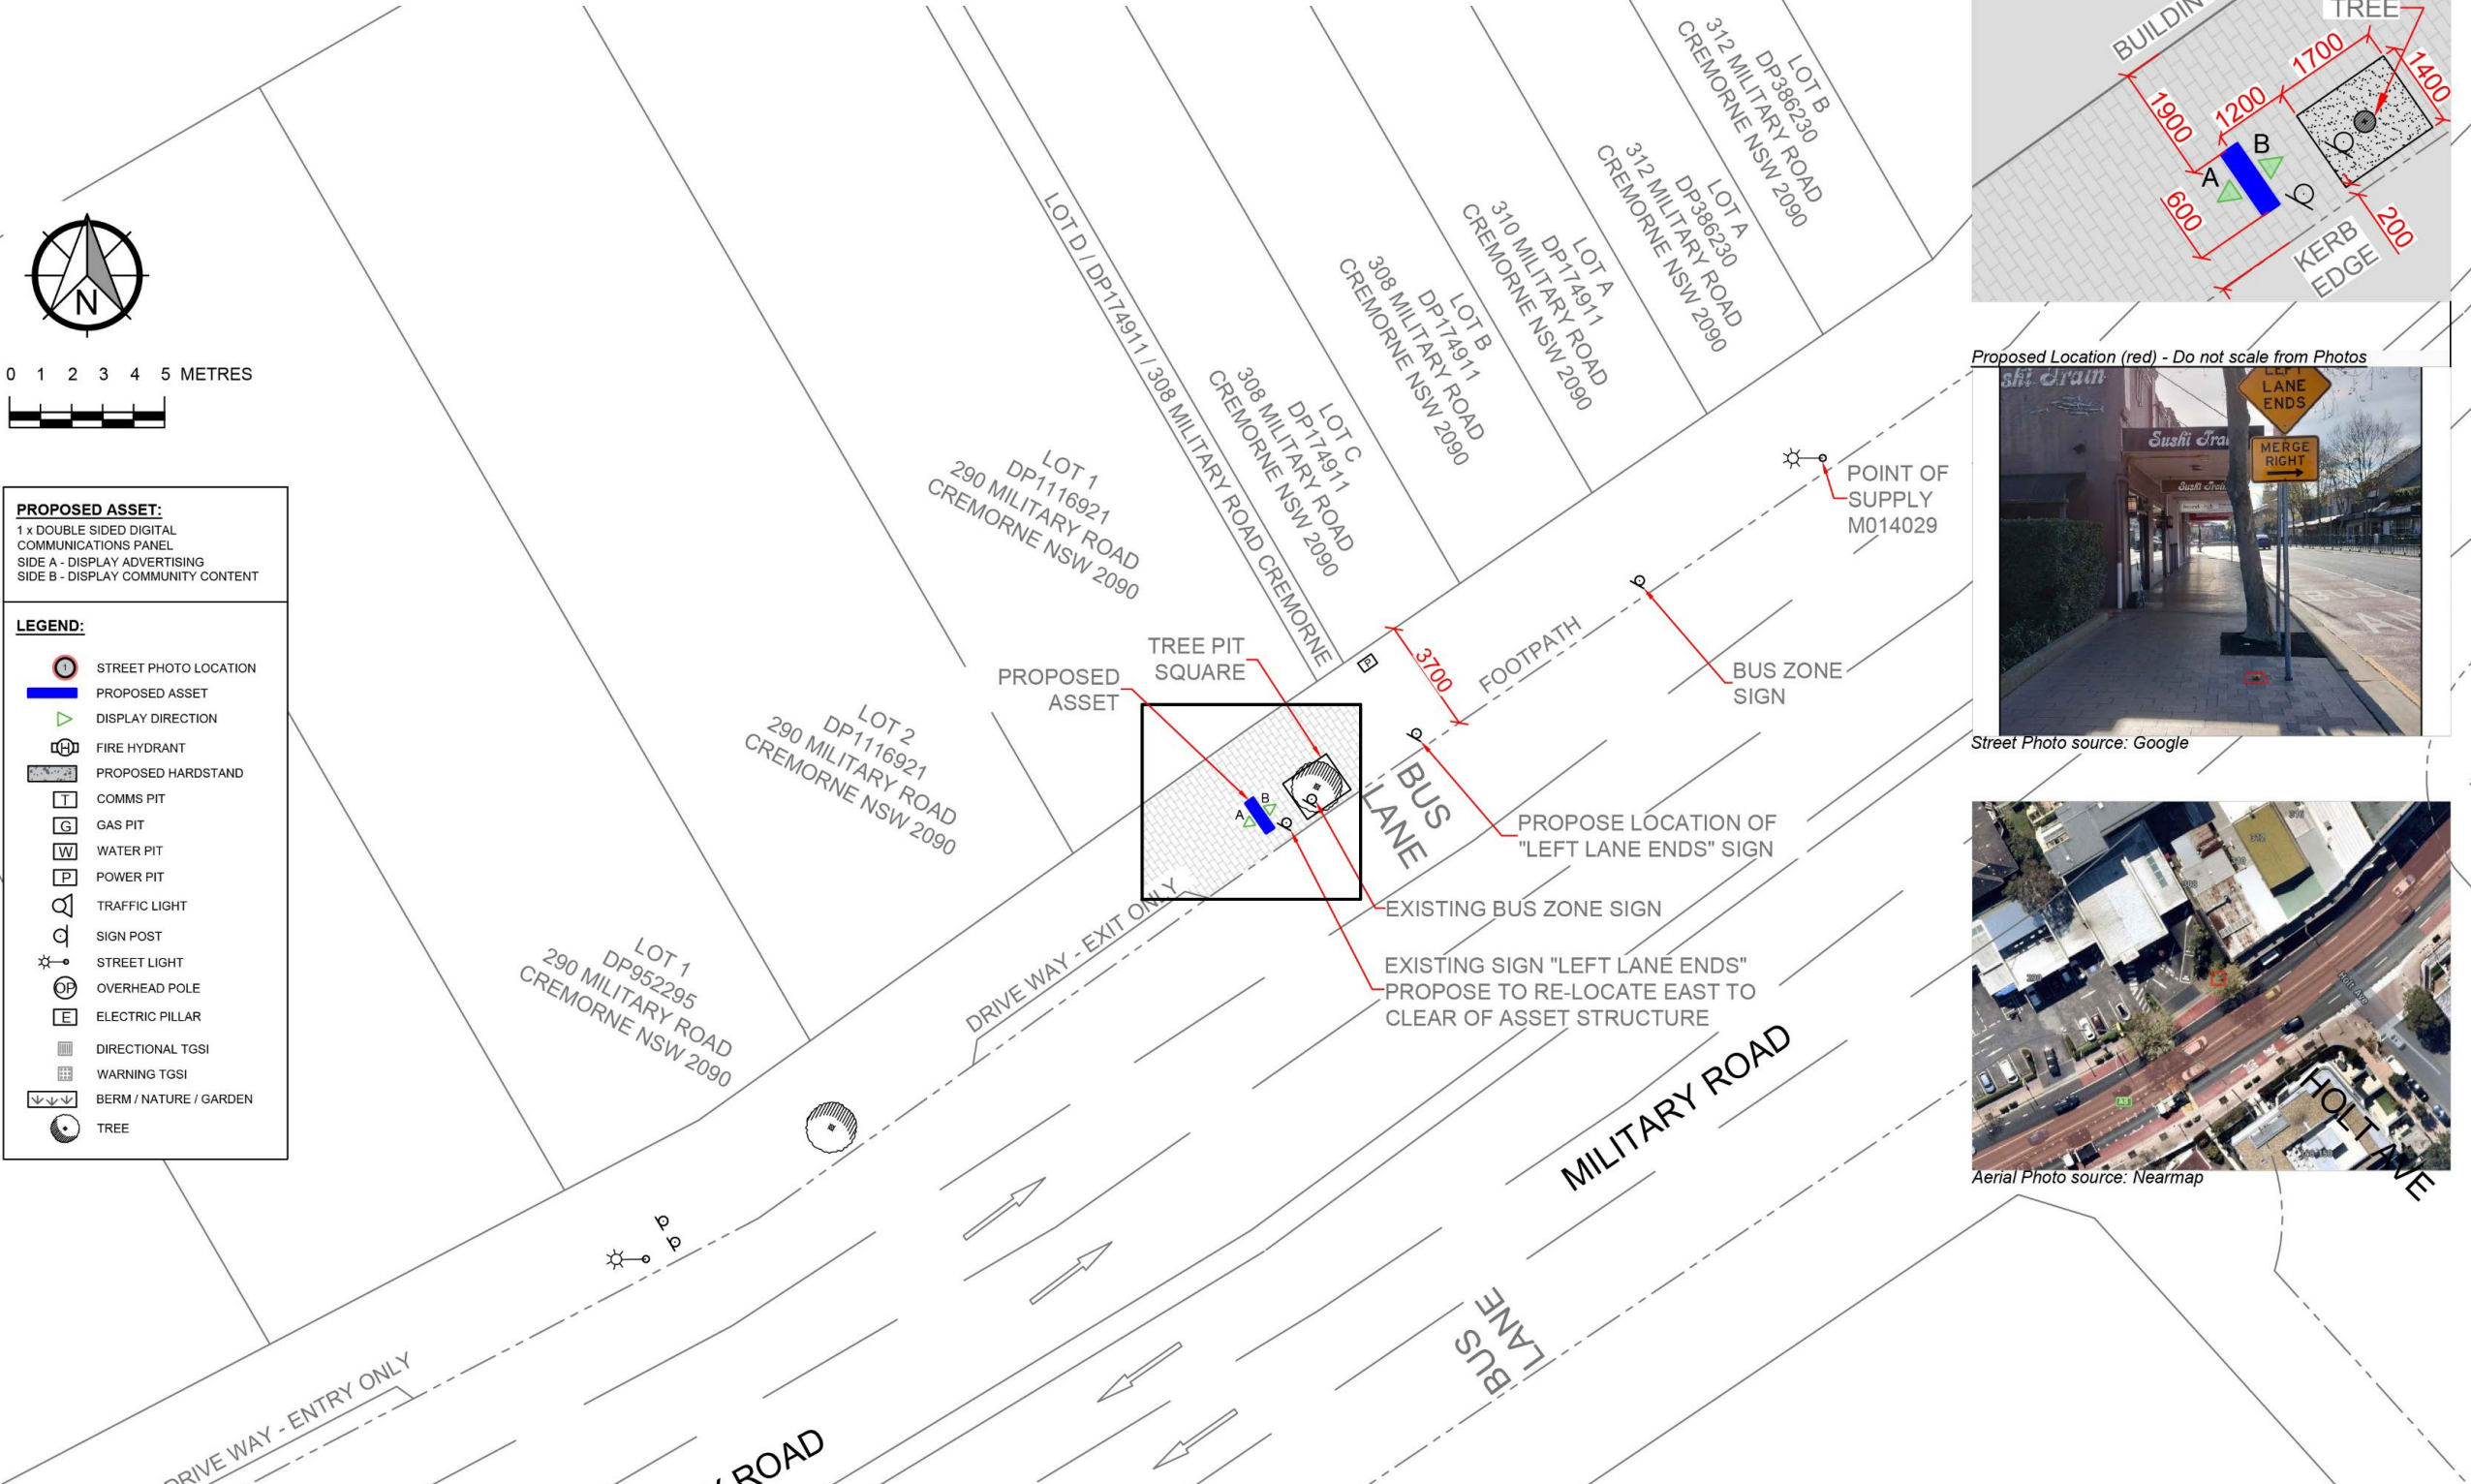 N
0 1 2 3 4 5 METRES
PROPOSED ASSET:
1 x DOUBLE SIDED DIGITAL
COMMUNICATIONS PANEL
SIDE A - DISPLAY ADVERTISING
SIDE B - DISPLAY COMMUNITY CONTENT
LEGEND:
1
STREET PHOTO LOCATION
PROPOSED ASSET
DISPLAY DIRECTION
H
FIRE HYDRANT
PROPOSED HARDSTAND
T
COMMS PIT
G
GAS PIT
W
WATER PIT
P
POWER PIT
TRAFFIC LIGHT
SIGN POST
STREET LIGHT
OP
OVERHEAD POLE
E
ELECTRIC PILLAR
DIRECTIONAL TGSI
WARNING TGSI
BERM / NATURE / GARDEN
TREE
LOT 1
DP952295
290 MILITARY ROAD
CREMORNE NSW 2090
LOT 2
DP1116921
290 MILITARY ROAD
CREMORNE NSW 2090
LOT 1
DP1116921
290 MILITARY ROAD
CREMORNE NSW 2090
LOT D / DP174911 / 308 MILITARY ROAD CREMORNE
LOT C
DP174911
308 MILITARY ROAD
CREMORNE NSW 2090
LOT B
DP174911
308 MILITARY ROAD
CREMORNE NSW 2090
LOT A
DP174911
310 MILITARY ROAD
CREMORNE NSW 2090
LOT A
DP386230
312 MILITARY ROAD
CREMORNE NSW 2090
LOT B
DP386230
312 MILITARY ROAD
CREMORNE NSW 2090
POINT OF
SUPPLY
M014029
PROPOSED
ASSET
TREE PIT
SQUARE
P
3700
FOOTPATH
BUS ZONE
SIGN
A
B
BUS
LANE
PROPOSE LOCATION OF
"LEFT LANE ENDS" SIGN
EXISTING BUS ZONE SIGN
EXISTING SIGN "LEFT LANE ENDS"
PROPOSE TO RE-LOCATE EAST TO
CLEAR OF ASSET STRUCTURE
DRIVE WAY - EXIT ONLY
MILITARY ROAD
BUS
LANE
DRIVE WAY - ENTRY ONLY
Y ROAD
BUILDIN
TREE
1700
1400
1200
1900
A
B
600
200
KERB
EDGE
Proposed Location (red) - Do not scale from Photos
shi Train
LEFT
LANE
ENDS
MERGE
RIGHT
Sushi Trai
Sushi Train
Street Photo source: Google
Holt Ave
HOLT AVE
Aerial Photo source: Nearmap